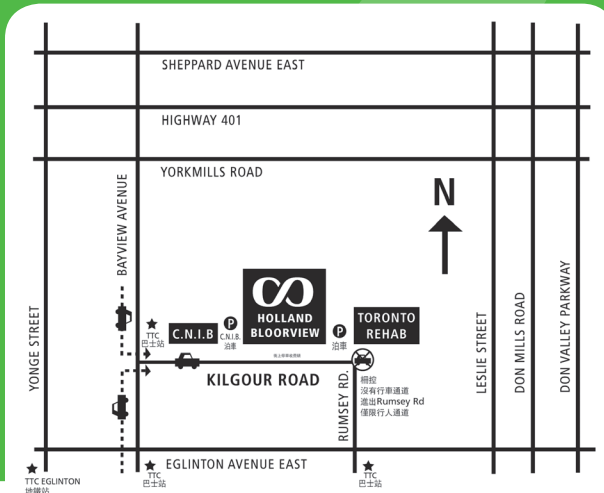 SHEPPARD AVENUE EAST
HIGHWAY 401
YORKMILLS ROAD
BAYVIEW AVENUE
N
YONGE STREET
LESLIE STREET
DON MILLS ROAD
DON VALLEY PARKWAY
TTC
巴士站
C.N.I.B
P
C.N.I.B.
泊車
HOLLAND
BLOORVIEW
P
泊車
TORONTO
REHAB
KILGOUR ROAD
RUMSEY RD.
柵控
沒有行車通道
進出Rumsey Rd
僅限行人通道
EGLINTON AVENUE EAST
TTC EGLINTON
地鐵站
TTC
巴士站
TTC
巴士站